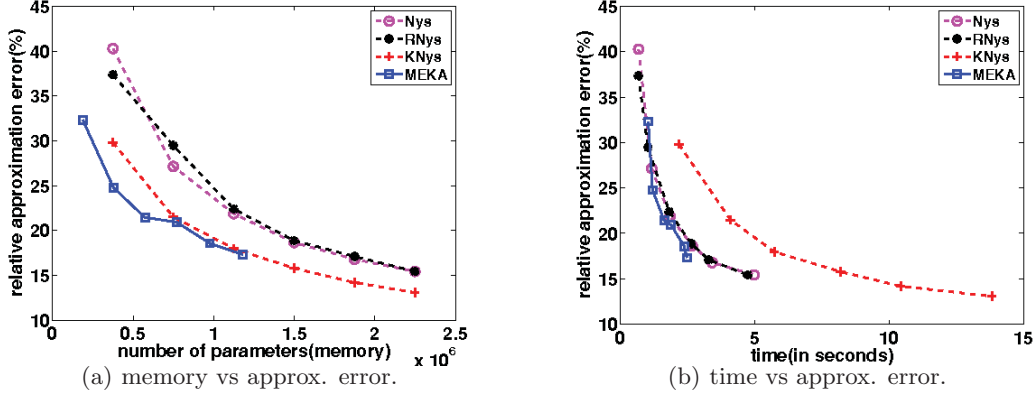 45
40
35
30
25
20
15
10
relative approximation error(%)
Nys
RNys
KNys
MEKA
0
0.5
1
1.5
2
2.5
x 10^6
number of parameters(memory)
(a) memory vs approx. error.
45
40
35
30
25
20
15
10
relative approximation error(%)
Nys
RNys
KNys
MEKA
0
5
10
15
time(in seconds)
(b) time vs approx. error.